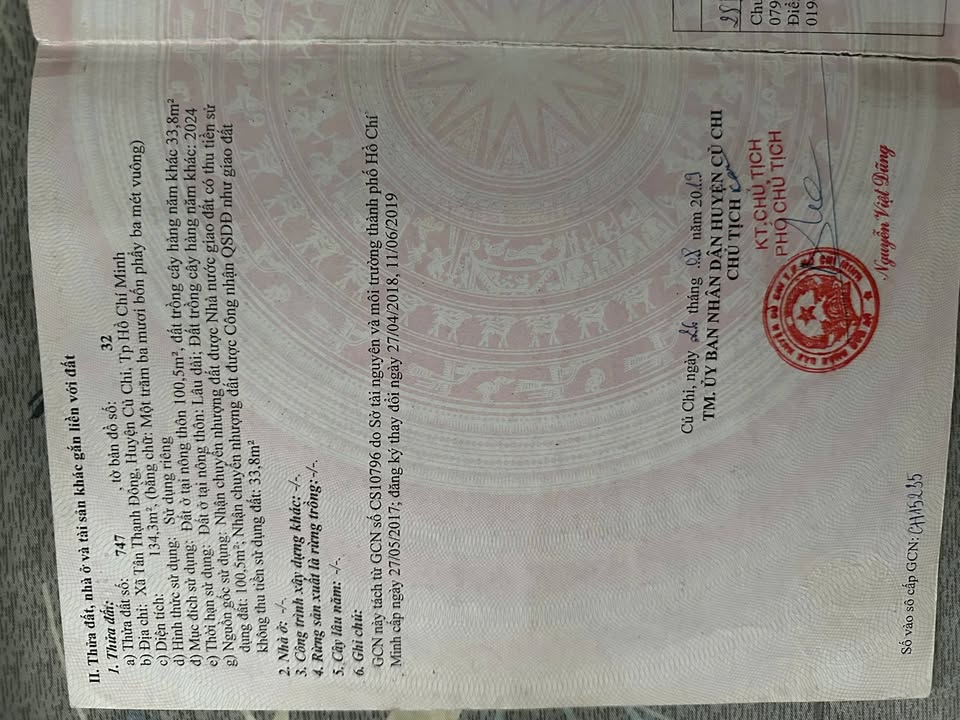 II. Thửa đất, nhà ở và tài sản khác gắn liền với đất
1. Thửa đất:
a) Thửa đất số: 747 , tờ bản đồ số: 32
b) Địa chỉ: Xã Tân Thạnh Đông, Huyện Củ Chi, Tp Hồ Chí Minh
c) Diện tích: 134,3m², (bằng chữ: Một trăm ba mươi bốn phẩy ba mét vuông)
d) Hình thức sử dụng: Sử dụng riêng
đ) Mục đích sử dụng: Đất ở tại nông thôn 100,5m², đất trồng cây hàng năm khác 33,8m²
e) Thời hạn sử dụng: Đất ở tại nông thôn: Lâu dài; Đất trồng cây hàng năm khác: 2024
g) Nguồn gốc sử dụng: Nhận chuyển nhượng đất được Nhà nước giao đất có thu tiền sử
dụng đất: 100,5m²; Nhận chuyển nhượng đất được Công nhận QSDĐ như giao đất
không thu tiền sử dụng đất: 33,8m²
2. Nhà ở: -/-
3. Công trình xây dựng khác: -/-.
4. Rừng sản xuất là rừng trồng:-/-.
5. Cây lâu năm: -/-.
6. Ghi chú:
GCN này tách từ GCN số CS10796 do Sở tài nguyên và môi trường thành phố Hồ Chí
Minh cấp ngày 27/05/2017; đăng ký thay đổi ngày 27/04/2018, 11/06/2019
Củ Chi, ngày 26 tháng 08 năm 2019
TM. ỦY BAN NHÂN DÂN HUYỆN CỦ CHI
CHỦ TỊCH
KT.CHỦ TỊCH
PHÓ CHỦ TỊCH
Nguyễn Việt Dũng
Số vào sổ cấp GCN: CH15235
28
079
019